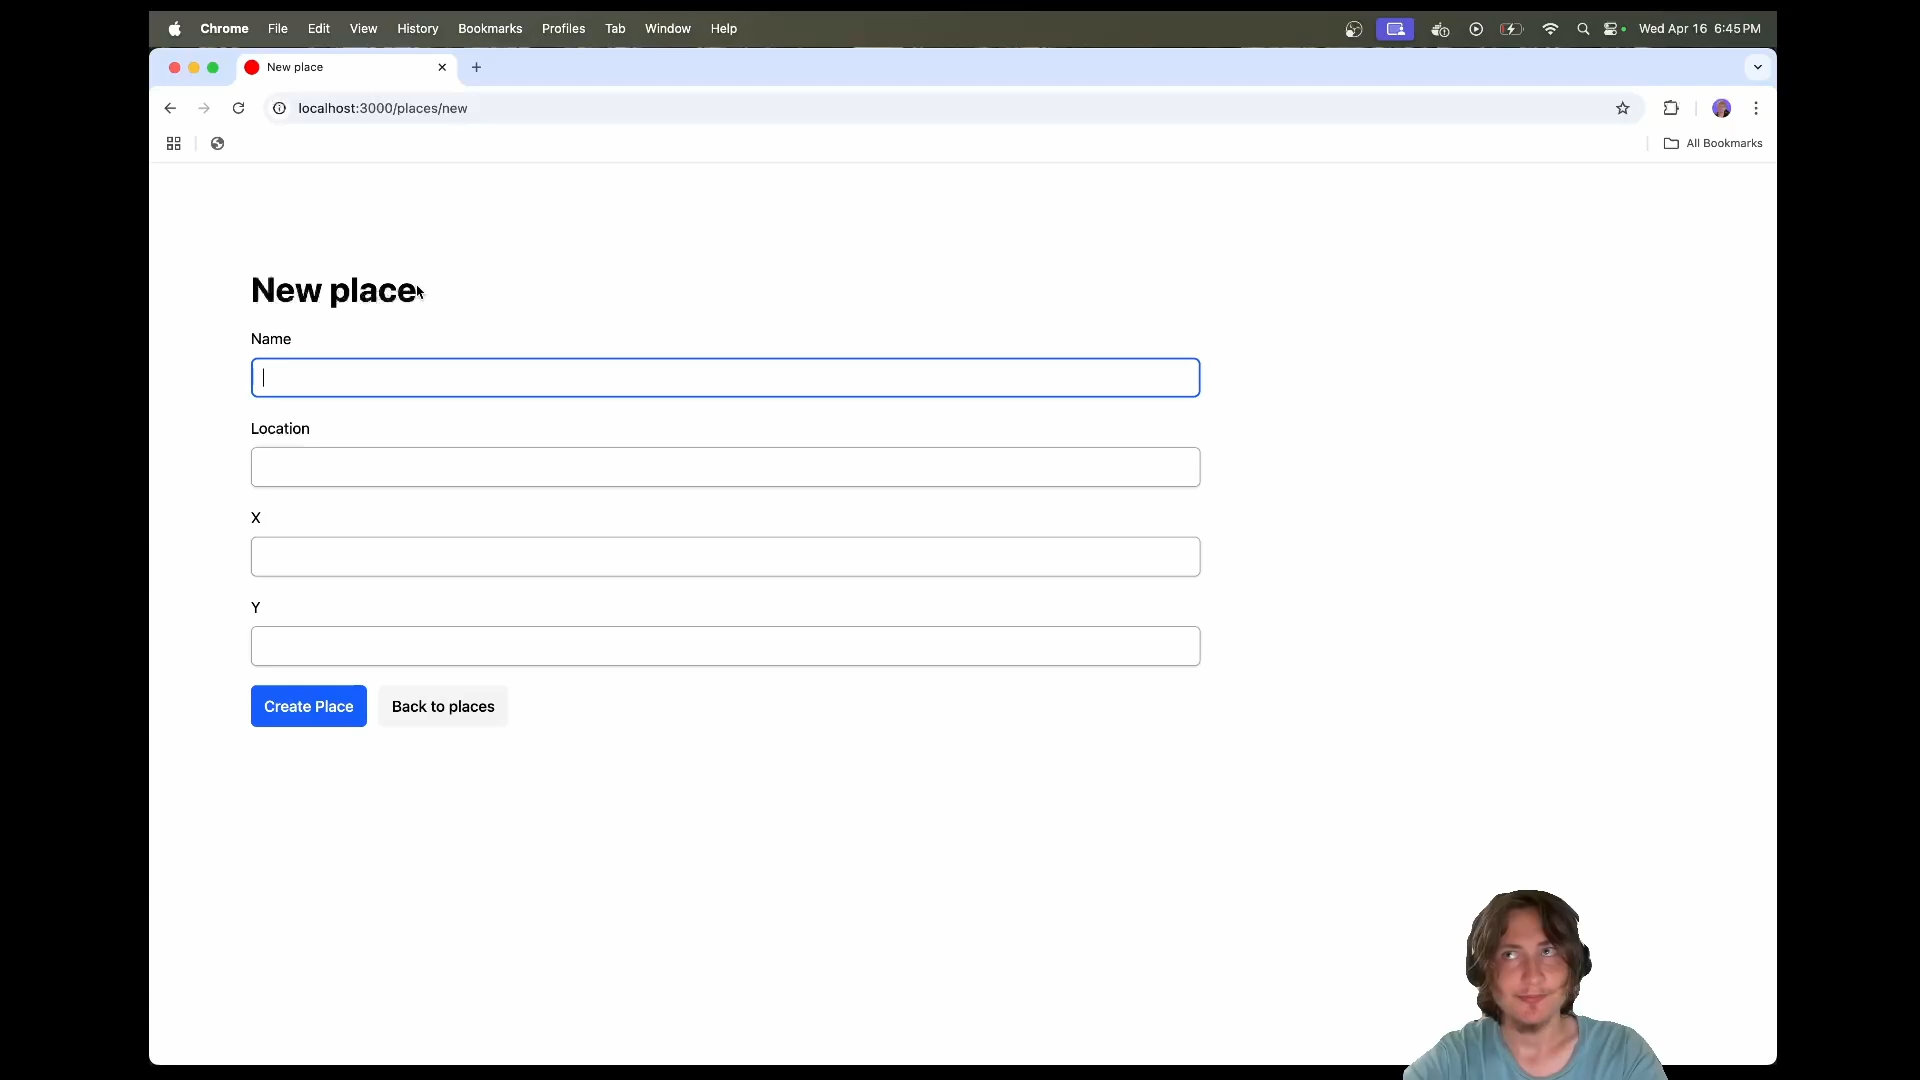 Chrome File Edit View History Bookmarks Profiles Tab Window Help Wed Apr 16 6:45 PM
New place
localhost:3000/places/new
All Bookmarks
New place
Name
Location
X
Y
Create Place Back to places